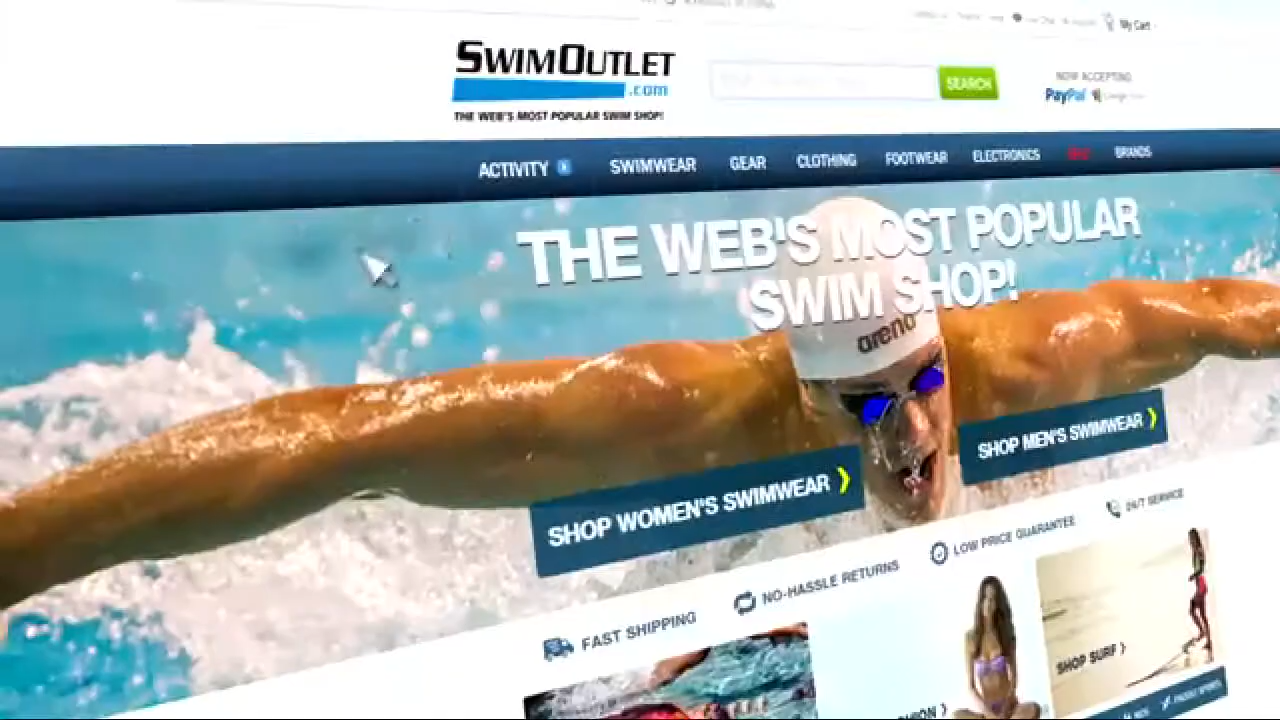 My Cart
SWIMOUTLET
.com
THE WEB'S MOST POPULAR SWIM SHOP!
SEARCH
NOW ACCEPTING
PayPal
ACTIVITY
SWIMWEAR
GEAR
CLOTHING
FOOTWEAR
ELECTRONICS
BRANDS
THE WEB'S MOST POPULAR
SWIM SHOP!
arena
SHOP WOMEN'S SWIMWEAR
SHOP MEN'S SWIMWEAR
FAST SHIPPING
NO-HASSLE RETURNS
LOW PRICE GUARANTEE
24/7 SERVICE
SHOP SURF